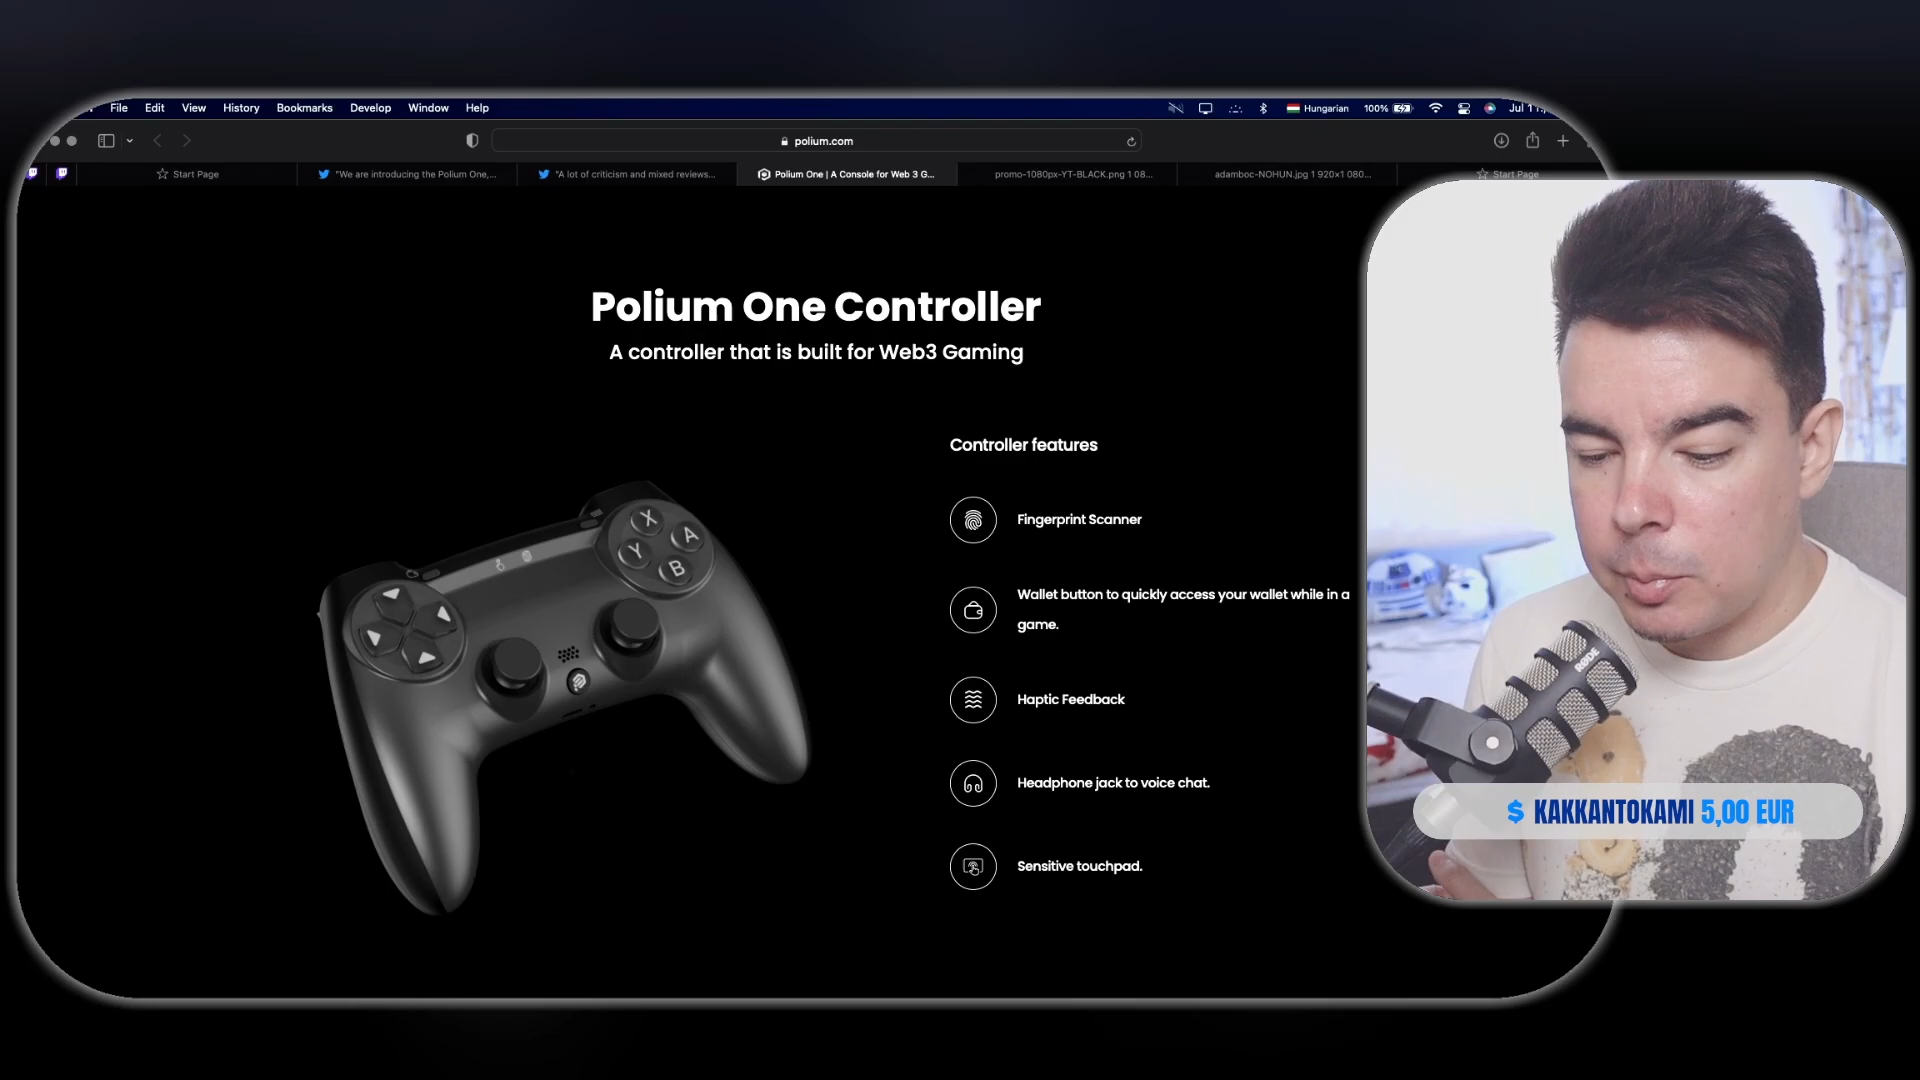 File Edit View History Bookmarks Develop Window Help
Hungarian 100%
polium.com
Start Page
"We are introducing the Polium One,...
"A lot of criticism and mixed reviews...
Polium One | A Console for Web 3 G...
promo-1080px-YT-BLACK.png 1 08...
adamboc-NOHUN.jpg 1 920×1 080...
Start Page
Polium One Controller
A controller that is built for Web3 Gaming
Controller features
Fingerprint Scanner
Wallet button to quickly access your wallet while in a
game.
Haptic Feedback
Headphone jack to voice chat.
Sensitive touchpad.
X
A
Y
B
RØDE
$ KAKKANTOKAMI 5,00 EUR